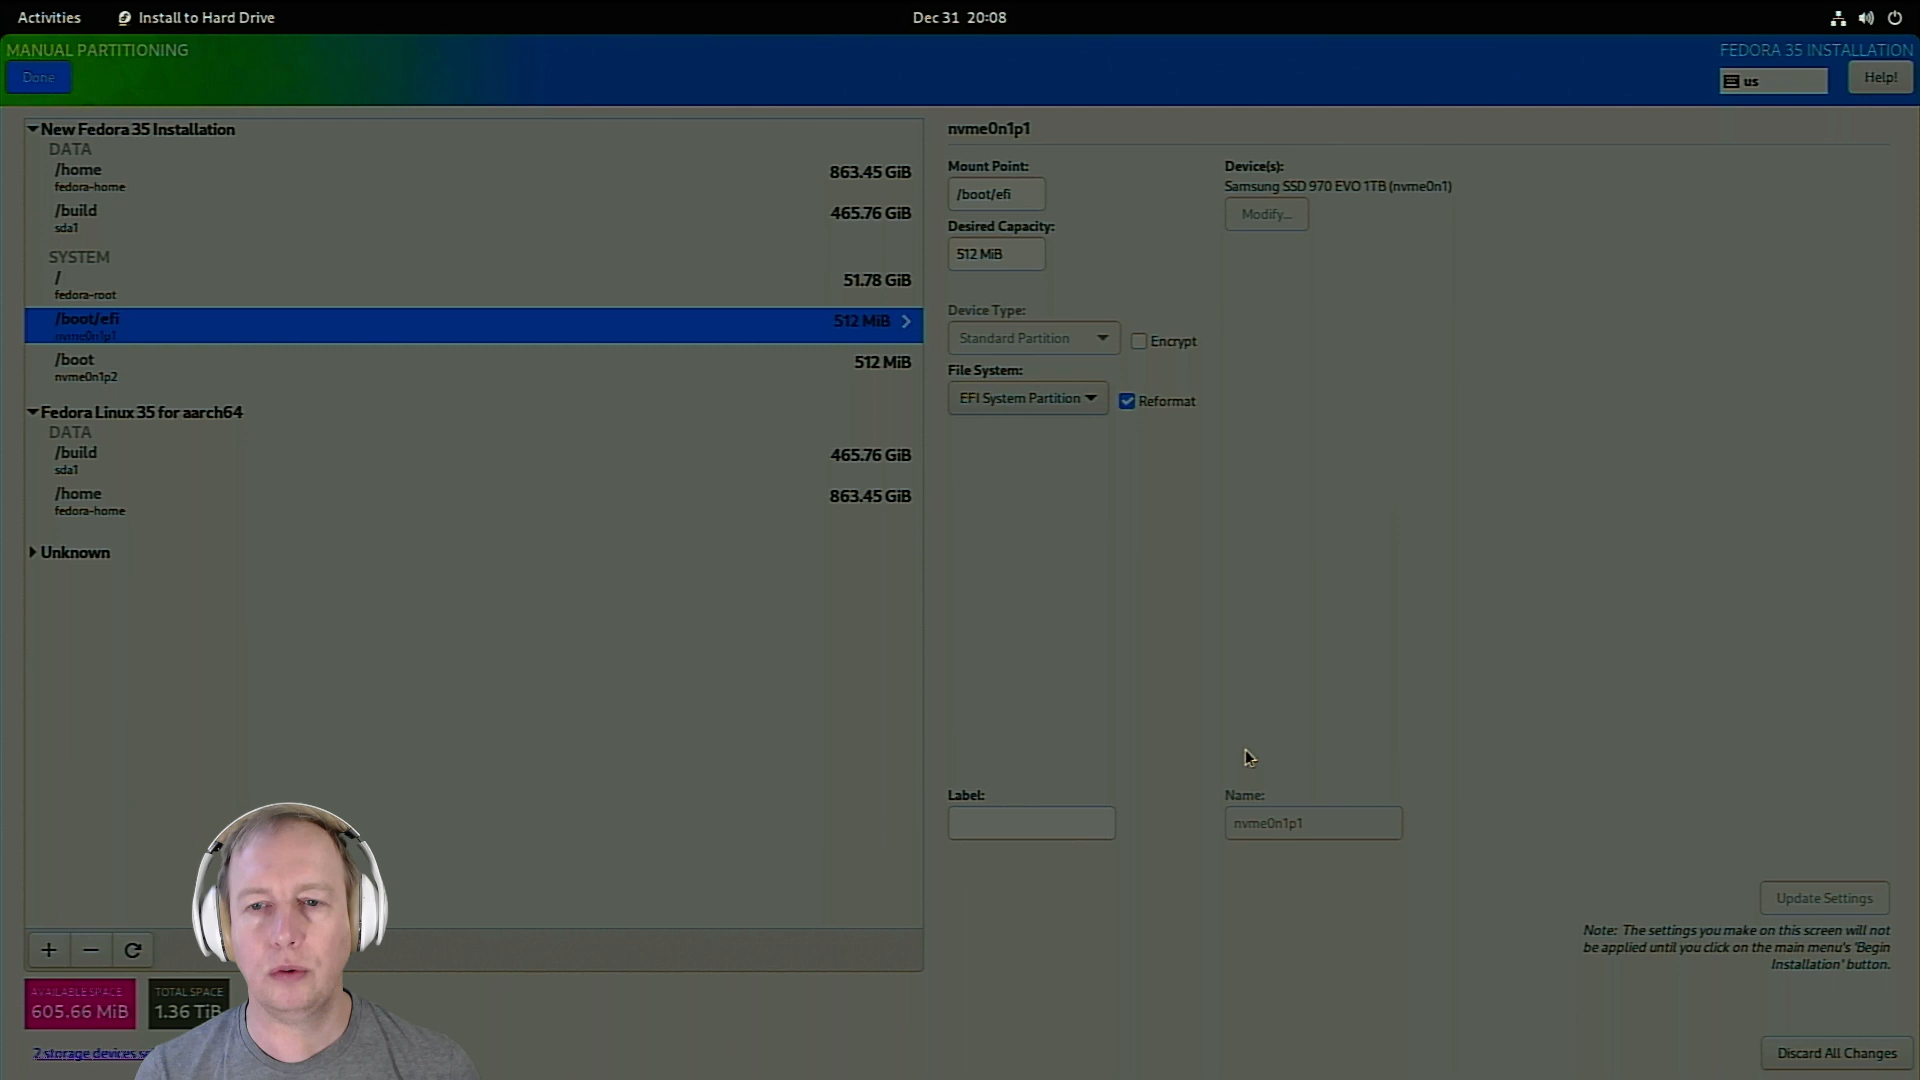 Activities
Install to Hard Drive
Dec 31 20:08
MANUAL PARTITIONING
Done
FEDORA 35 INSTALLATION
us
Help!
New Fedora 35 Installation
DATA
/home
863.45 GiB
fedora-home
/build
465.76 GiB
sda1
SYSTEM
/
51.78 GiB
fedora-root
/boot/efi
512 MiB
nvme0n1p1
/boot
512 MiB
nvme0n1p2
Fedora Linux 35 for aarch64
DATA
/build
465.76 GiB
sda1
/home
863.45 GiB
fedora-home
Unknown
AVAILABLE SPACE
605.66 MiB
TOTAL SPACE
1.36 TiB
2 storage devices
nvme0n1p1
Mount Point:
/boot/efi
Desired Capacity:
512 MiB
Device(s):
Samsung SSD 970 EVO 1TB (nvme0n1)
Modify...
Device Type:
Standard Partition
Encrypt
File System:
EFI System Partition
Reformat
Label:
Name:
nvme0n1p1
Update Settings
Note: The settings you make on this screen will not
be applied until you click on the main menu's 'Begin
Installation' button.
Discard All Changes